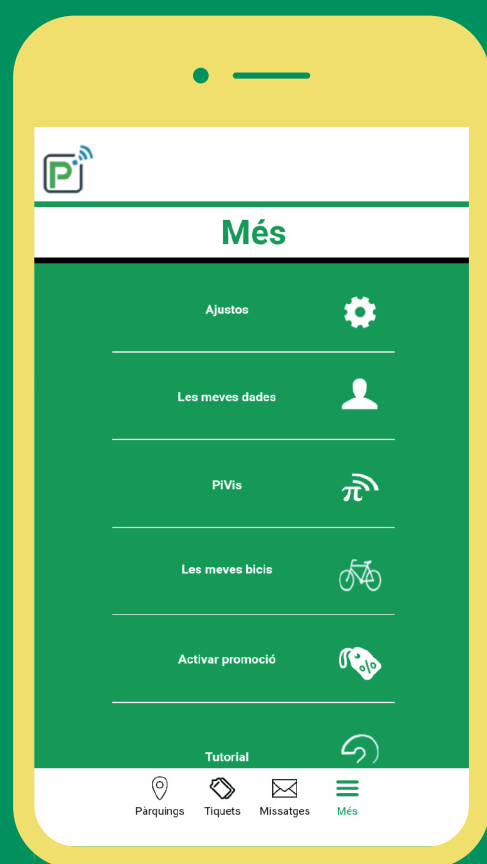 P
Més
Ajustos
Les meves dades
PiVis
π
Les meves bicis
Activar promoció
%
Tutorial
Pàrquings
Tiquets
Missatges
Més